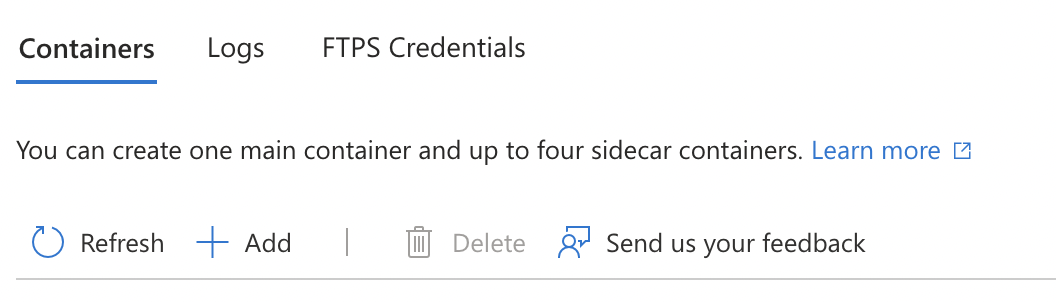 Containers Logs FTPS Credentials
You can create one main container and up to four sidecar containers. Learn more
Refresh Add Delete Send us your feedback